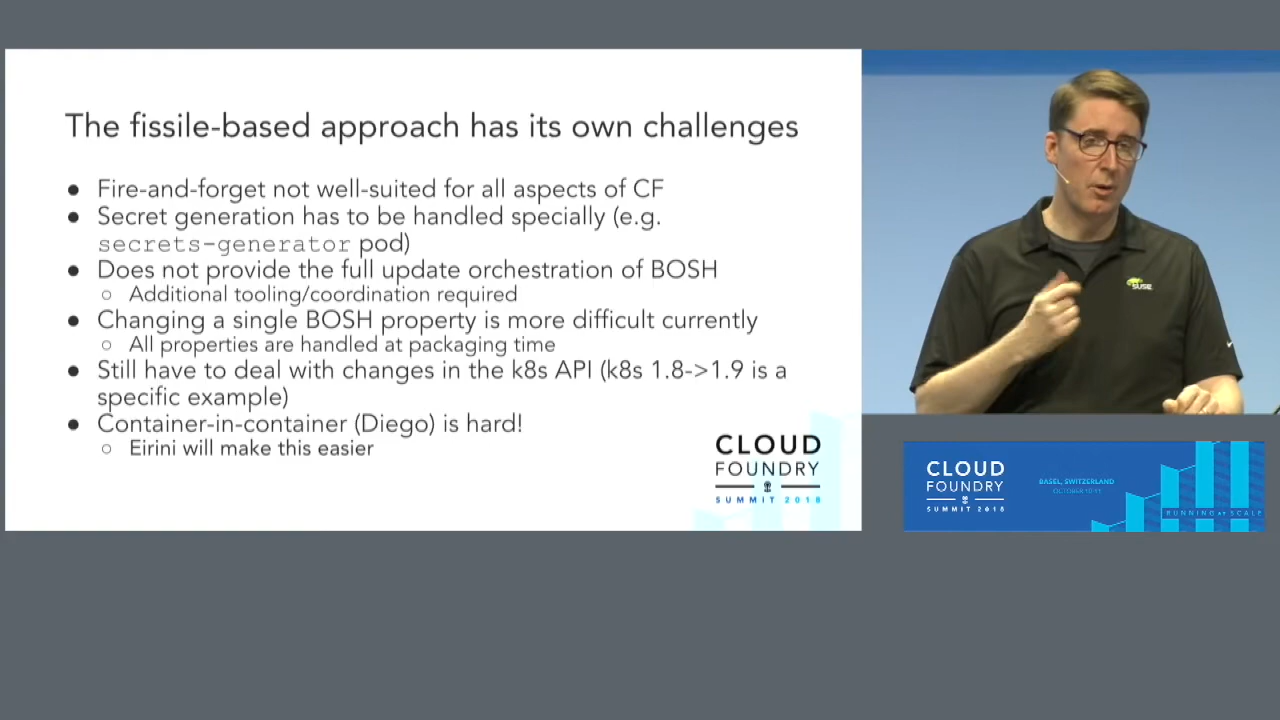 The fissile-based approach has its own challenges
● Fire-and-forget not well-suited for all aspects of CF
● Secret generation has to be handled specially (e.g.
secrets-generator pod)
● Does not provide the full update orchestration of BOSH
○ Additional tooling/coordination required
● Changing a single BOSH property is more difficult currently
○ All properties are handled at packaging time
● Still have to deal with changes in the k8s API (k8s 1.8->1.9 is a
specific example)
● Container-in-container (Diego) is hard!
○ Eirini will make this easier
CLOUD
FOUNDRY
SUMMIT 2018
SUSE
CLOUD
FOUNDRY
SUMMIT 2018
BASEL, SWITZERLAND
OCTOBER 10-11
RUNNING AT SCALE